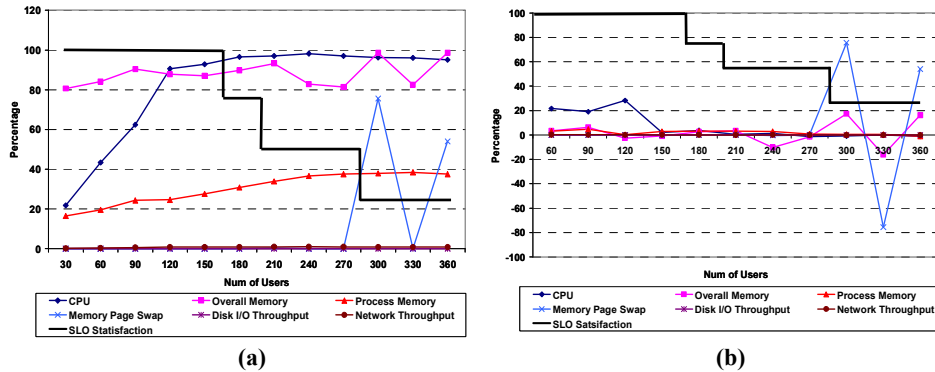 120
100
80
60
40
20
0
Percentage
30 60 90 120 150 180 210 240 270 300 330 360
Num of Users
CPU Overall Memory Process Memory
Memory Page Swap Disk I/O Throughput Network Throughput
SLO Statisfaction
(a)
100
80
60
40
20
0
-20
-40
-60
-80
-100
Percentage
60 90 120 150 180 210 240 270 300 330 360
Num of Users
CPU Overall Memory Process Memory
Memory Page Swap Disk I/O Throughput Network Throughput
SLO Satsifaction
(b)